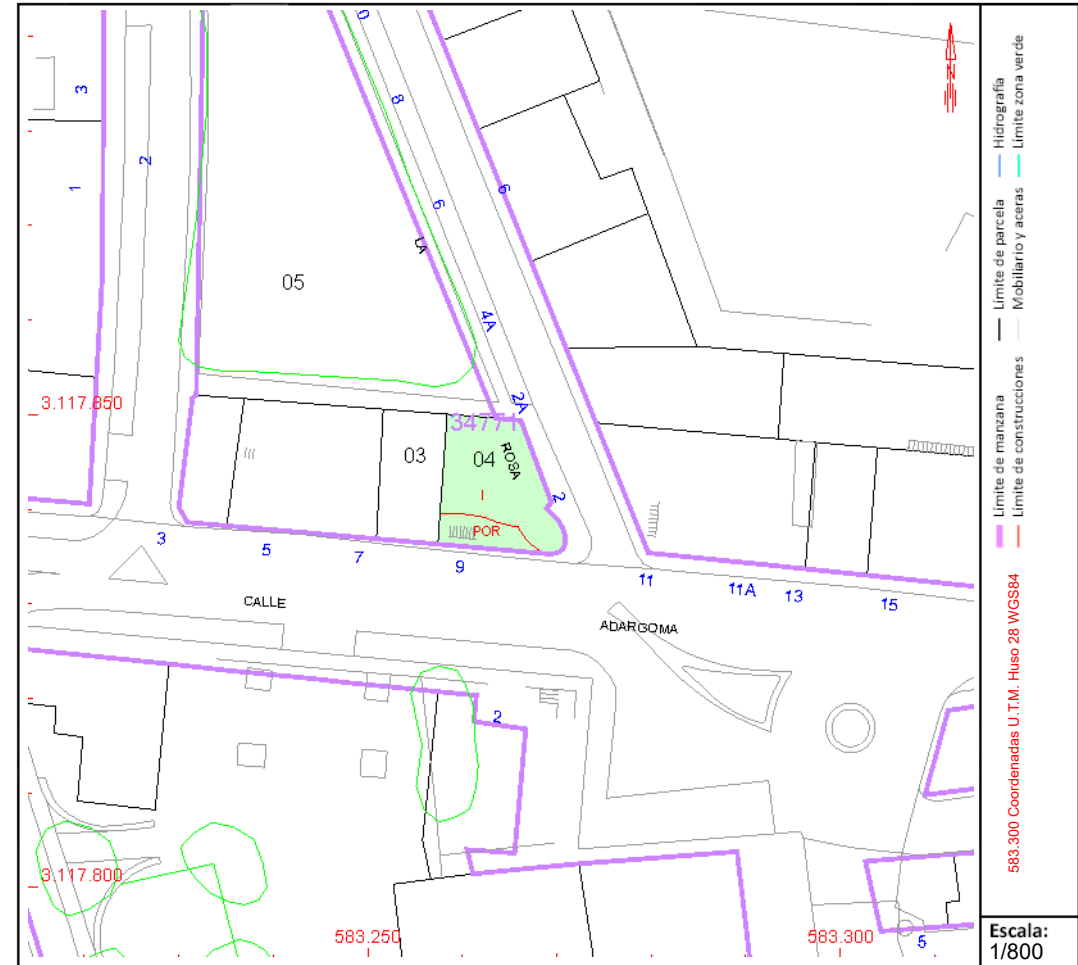 3
1
2
0
8
6
6
LA
05
4A
2A
3.117.850
34771
03
04
ROSA
2
I
POR
3
5
7
9
11
11A
13
15
CALLE
ADARGOMA
2
3.117.800
583.250
583.300
5
N
Hidrografía
Límite zona verde
Límite de parcela
Mobiliario y aceras
Límite de manzana
Límite de construcciones
583.300 Coordenadas U.T.M. Huso 28 WGS84
Escala:
1/800